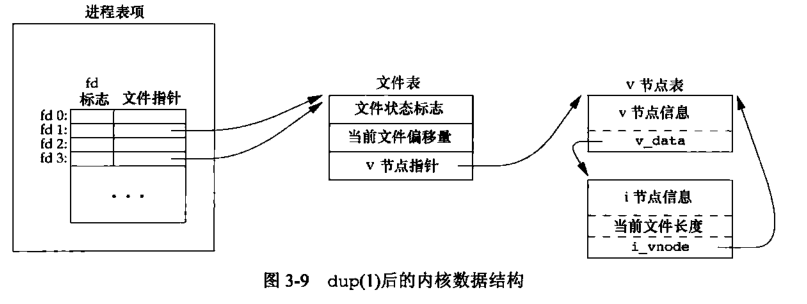 进程表项
fd
标志 文件指针
fd 0:
fd 1:
fd 2:
fd 3:
...
文件表
文件状态标志
当前文件偏移量
v 节点指针
v 节点表
v 节点信息
v_data
i 节点信息
当前文件长度
i_vnode
图 3-9 dup(1)后的内核数据结构